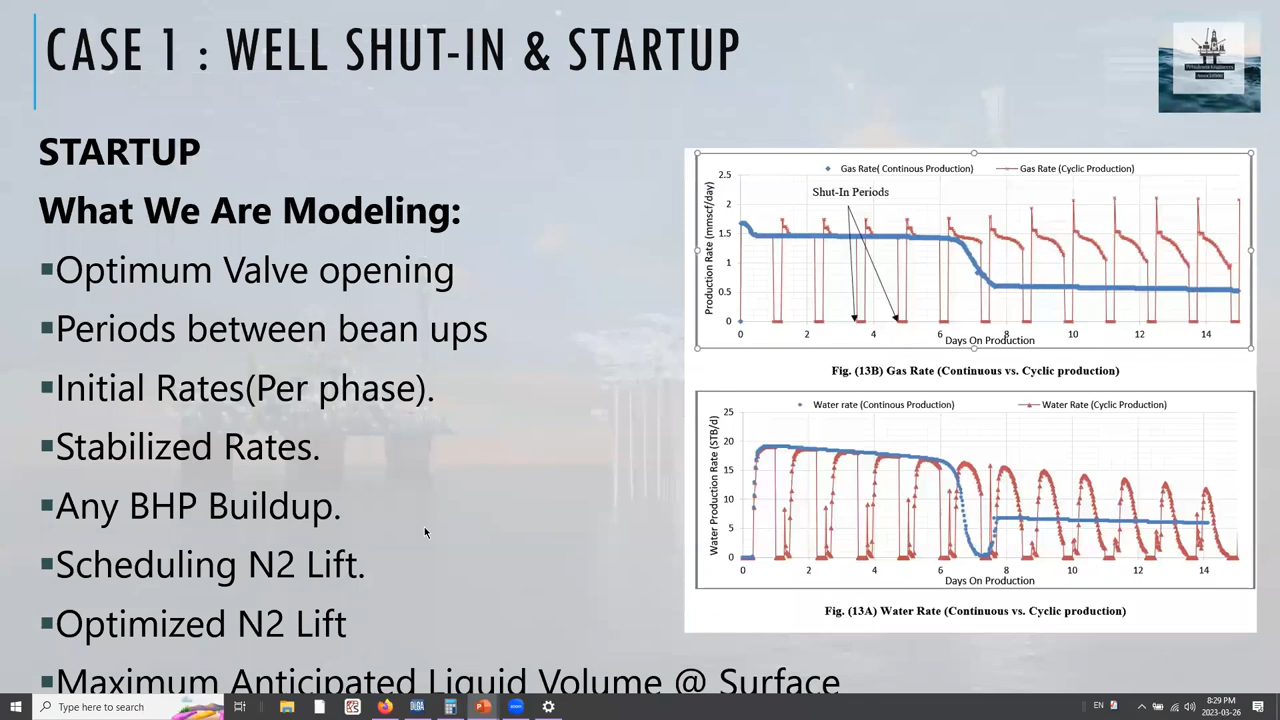 CASE 1 : WELL SHUT-IN & STARTUP
Petroleum Engineers
Association
STARTUP
What We Are Modeling:
▪Optimum Valve opening
▪Periods between bean ups
▪Initial Rates(Per phase).
▪Stabilized Rates.
▪Any BHP Buildup.
▪Scheduling N2 Lift.
▪Optimized N2 Lift
▪Maximum Anticipated Liquid Volume @ Surface
Gas Rate( Continous Production)
Gas Rate (Cyclic Production)
Shut-In Periods
Production Rate (mmscf/day)
2.5
2
1.5
1
0.5
0
0 2 4 6 8 10 12 14
Days On Production
Fig. (13B) Gas Rate (Continuous vs. Cyclic production)
Water rate (Continous Production)
Water Rate (Cyclic Production)
Water Production Rate (STB/d)
25
20
15
10
5
0
0 2 4 6 8 10 12 14
Days On Production
Fig. (13A) Water Rate (Continuous vs. Cyclic production)
Type here to search
OLGA
zoom
EN
8:29 PM
2023-03-26